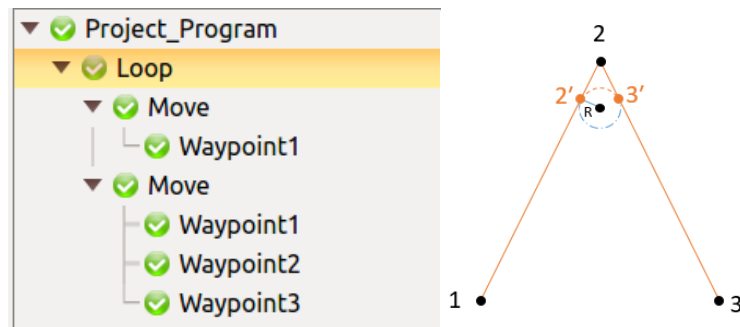 Project_Program
Loop
Move
Waypoint1
Move
Waypoint1
Waypoint2
Waypoint3
2
2′ 3′
R
1 3